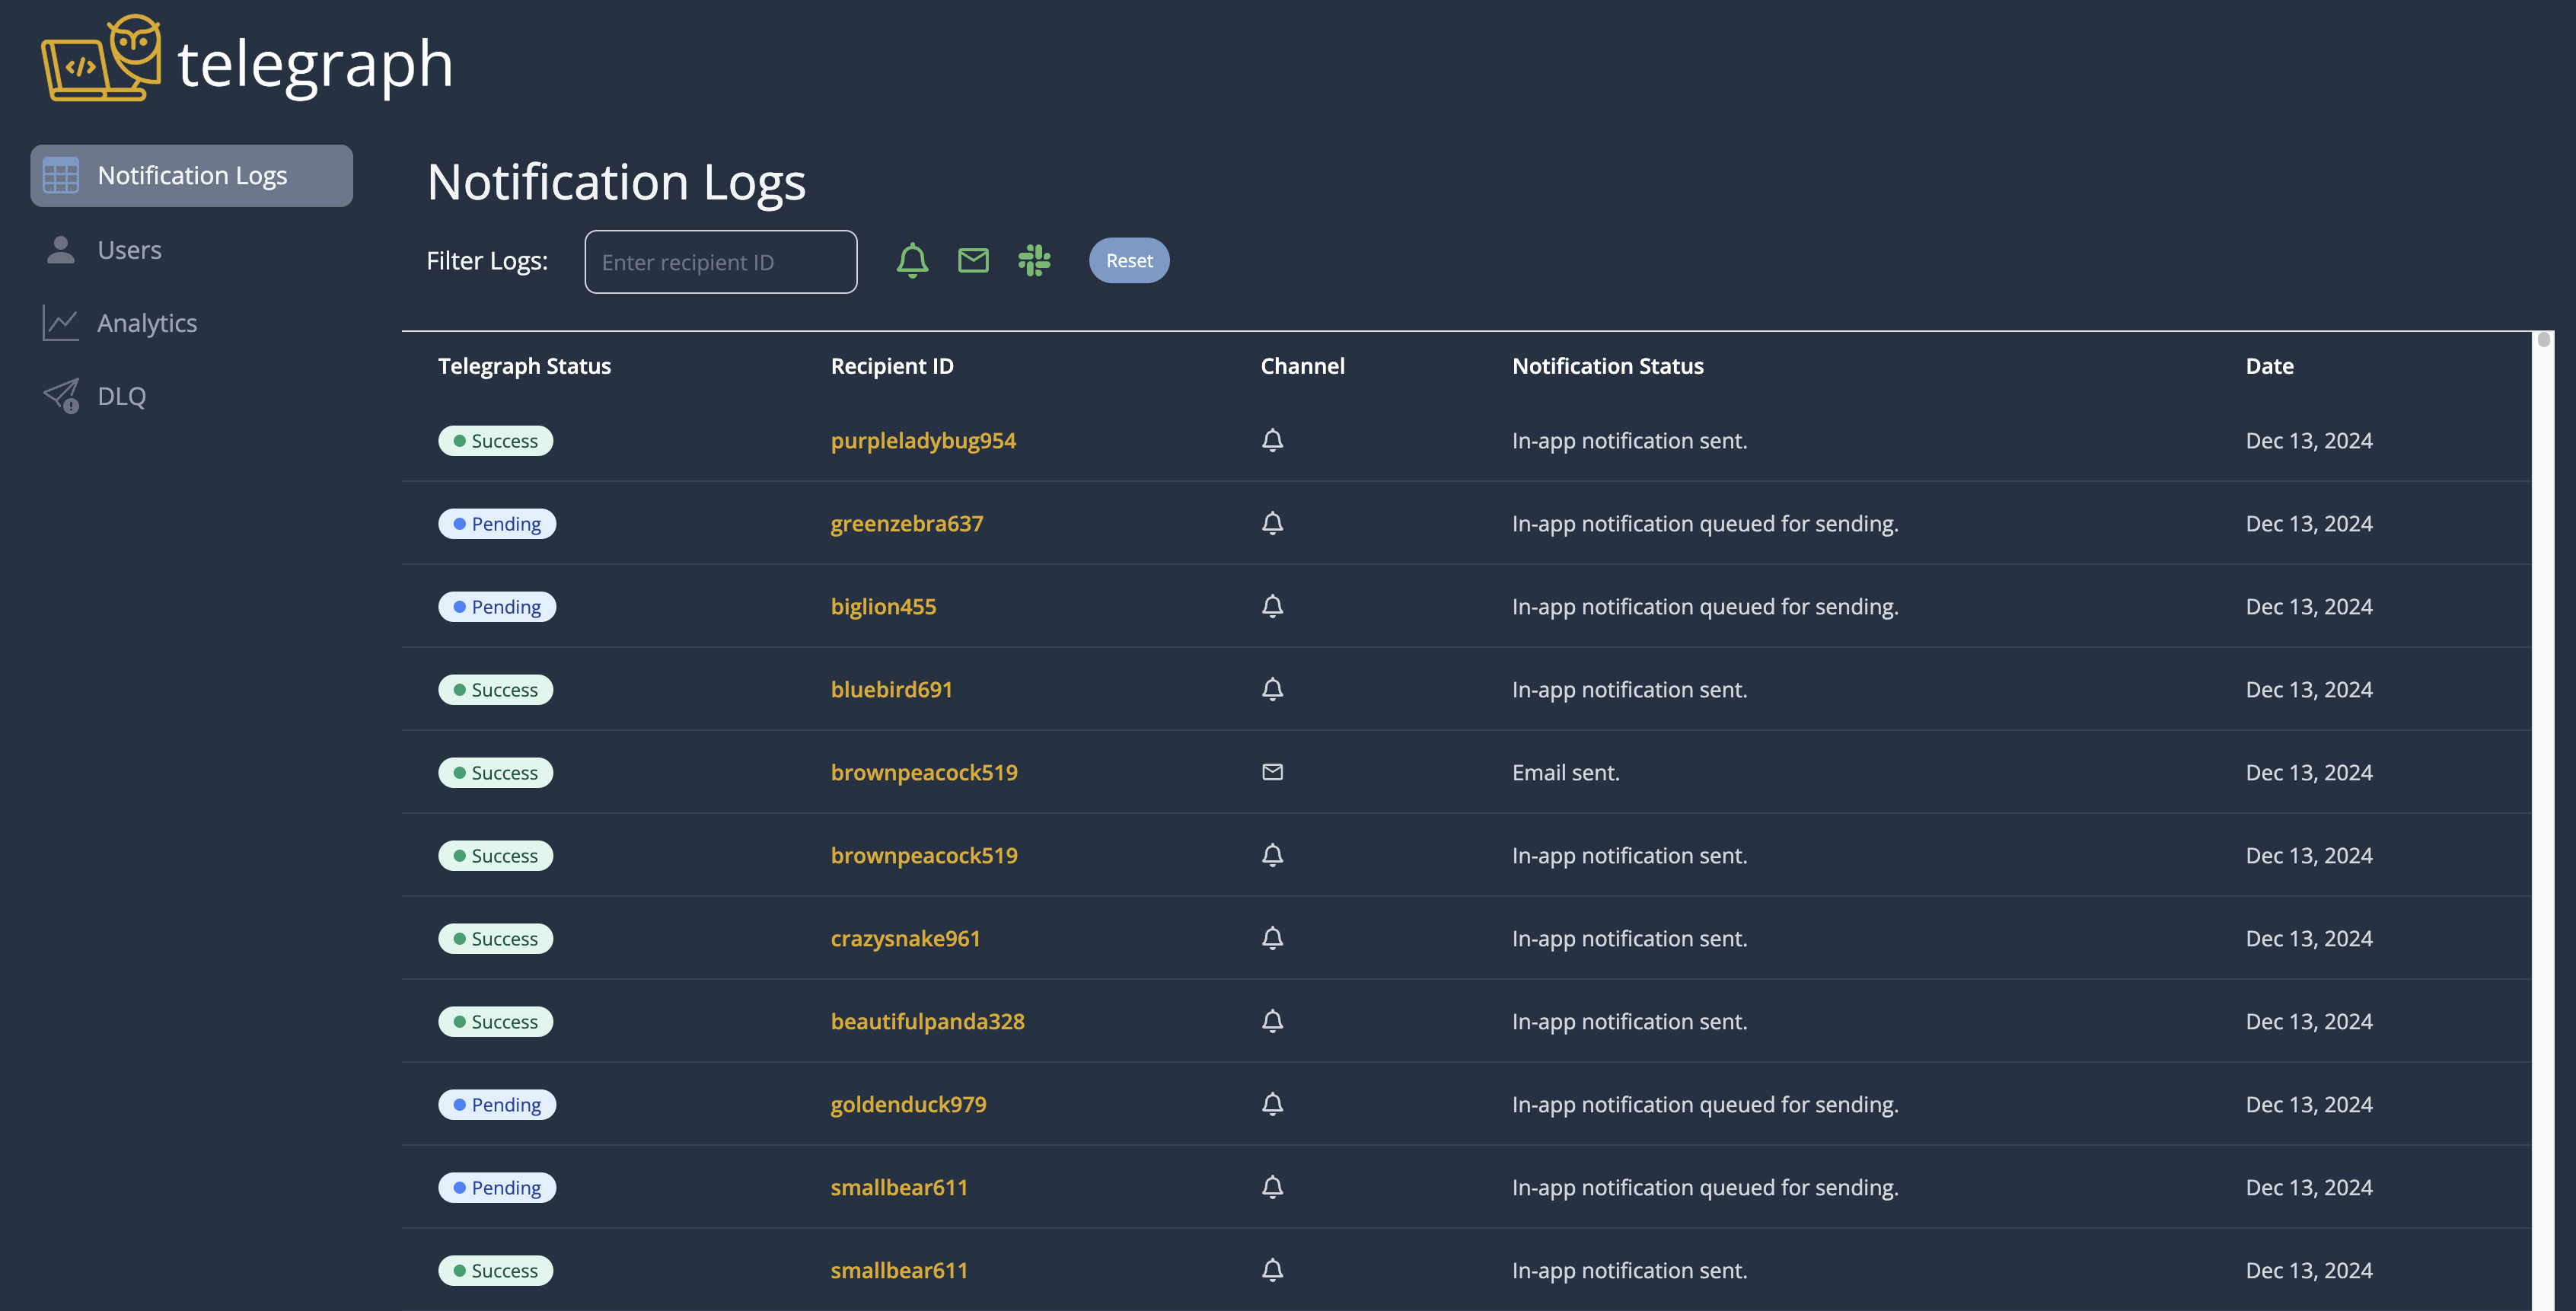 </> telegraph
Notification Logs
Users
Analytics
DLQ
Notification Logs
Filter Logs: Enter recipient ID Reset
Telegraph Status Recipient ID Channel Notification Status Date
Success purpleladybug954 In-app notification sent. Dec 13, 2024
Pending greenzebra637 In-app notification queued for sending. Dec 13, 2024
Pending biglion455 In-app notification queued for sending. Dec 13, 2024
Success bluebird691 In-app notification sent. Dec 13, 2024
Success brownpeacock519 Email sent. Dec 13, 2024
Success brownpeacock519 In-app notification sent. Dec 13, 2024
Success crazysnake961 In-app notification sent. Dec 13, 2024
Success beautifulpanda328 In-app notification sent. Dec 13, 2024
Pending goldenduck979 In-app notification queued for sending. Dec 13, 2024
Pending smallbear611 In-app notification queued for sending. Dec 13, 2024
Success smallbear611 In-app notification sent. Dec 13, 2024